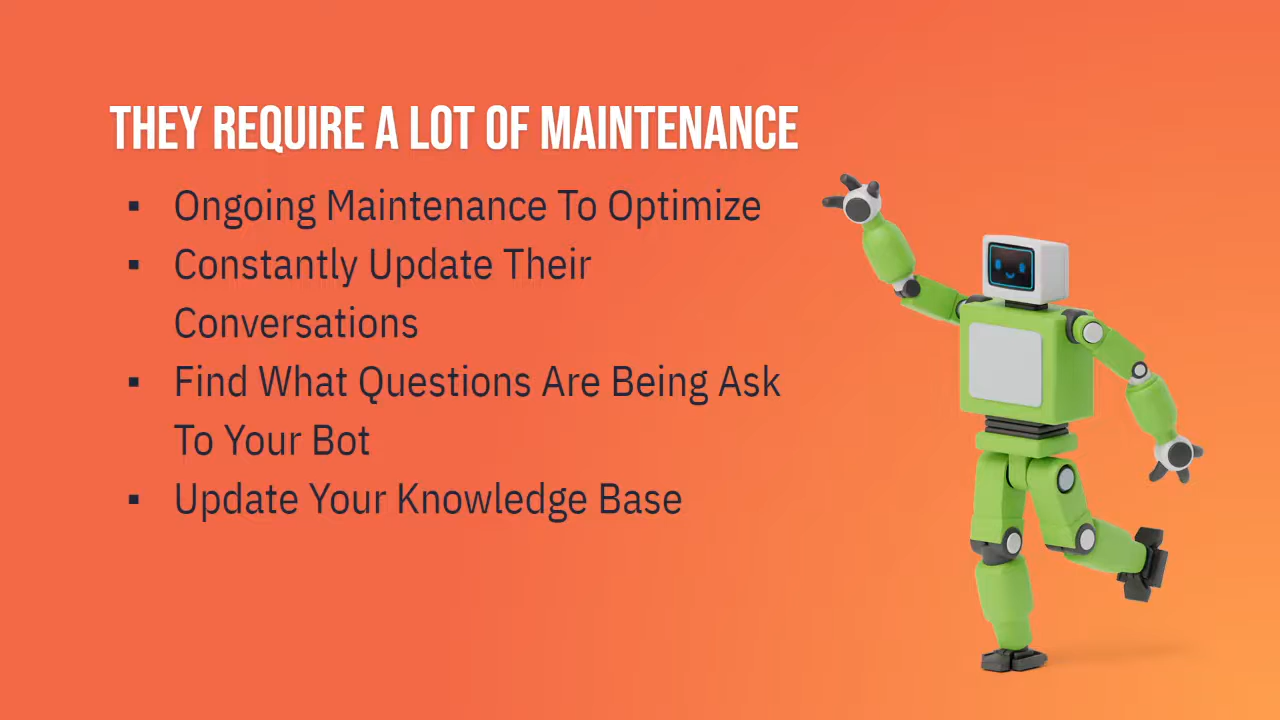 THEY REQUIRE A LOT OF MAINTENANCE
▪ Ongoing Maintenance To Optimize
▪ Constantly Update Their
Conversations
▪ Find What Questions Are Being Ask
To Your Bot
▪ Update Your Knowledge Base